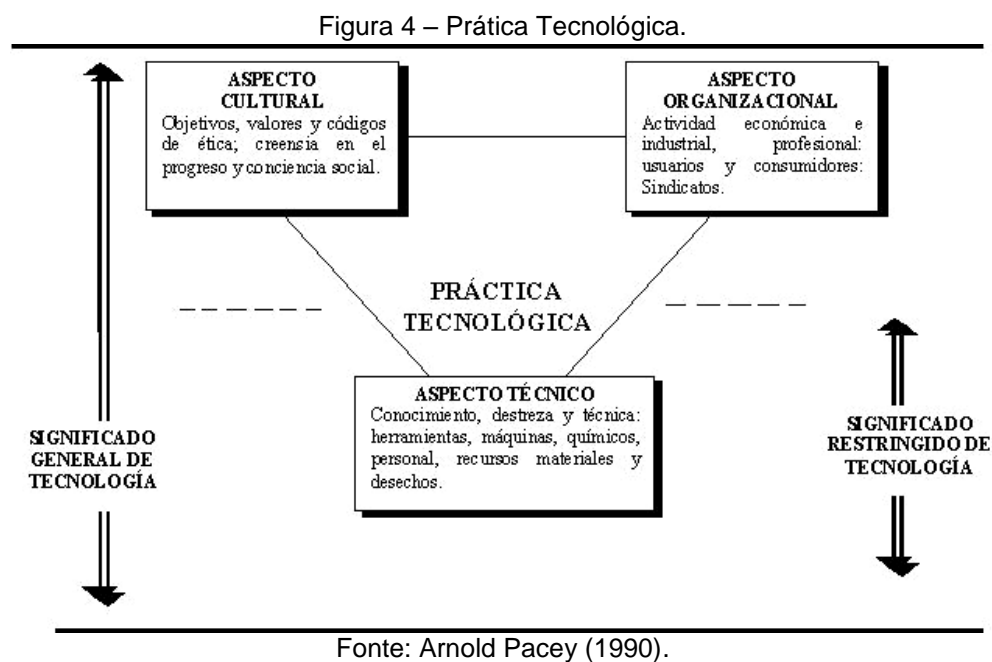 Figura 4 – Prática Tecnológica.
ASPECTO
CULTURAL
Objetivos, valores y códigos
de ética; creensia en el
progreso y conciencia social.
ASPECTO
ORGANIZACIONAL
Actividad económica e
industrial, profesional:
usuarios y consumidores:
Sindicatos.
PRÁCTICA
TECNOLÓGICA
ASPECTO TÉCNICO
Conocimiento, destreza y técnica:
herramientas, máquinas, químicos,
personal, recursos materiales y
desechos.
SIGNIFICADO
GENERAL DE
TECNOLOGÍA
SIGNIFICADO
RESTRINGIDO DE
TECNOLOGÍA
Fonte: Arnold Pacey (1990).